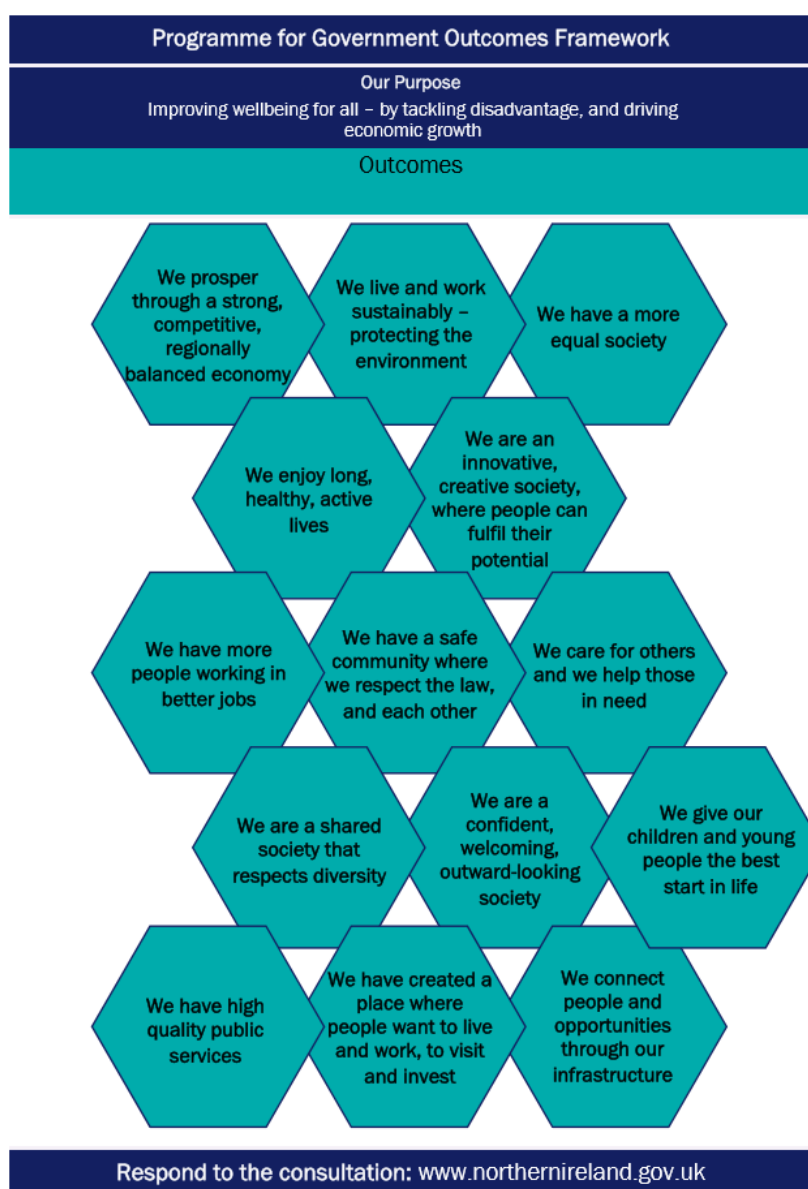 Programme for Government Outcomes Framework
Our Purpose
Improving wellbeing for all – by tackling disadvantage, and driving
economic growth
Outcomes
We prosper
through a strong,
competitive,
regionally
balanced economy
We live and work
sustainably –
protecting the
environment
We have a more
equal society
We enjoy long,
healthy, active
lives
We are an
innovative,
creative society,
where people can
fulfil their
potential
We have more
people working in
better jobs
We have a safe
community where
we respect the law,
and each other
We care for others
and we help those
in need
We are a shared
society that
respects diversity
We are a
confident,
welcoming,
outward-looking
society
We give our
children and young
people the best
start in life
We have high
quality public
services
We have created a
place where
people want to live
and work, to visit
and invest
We connect
people and
opportunities
through our
infrastructure
Respond to the consultation: www.northernireland.gov.uk